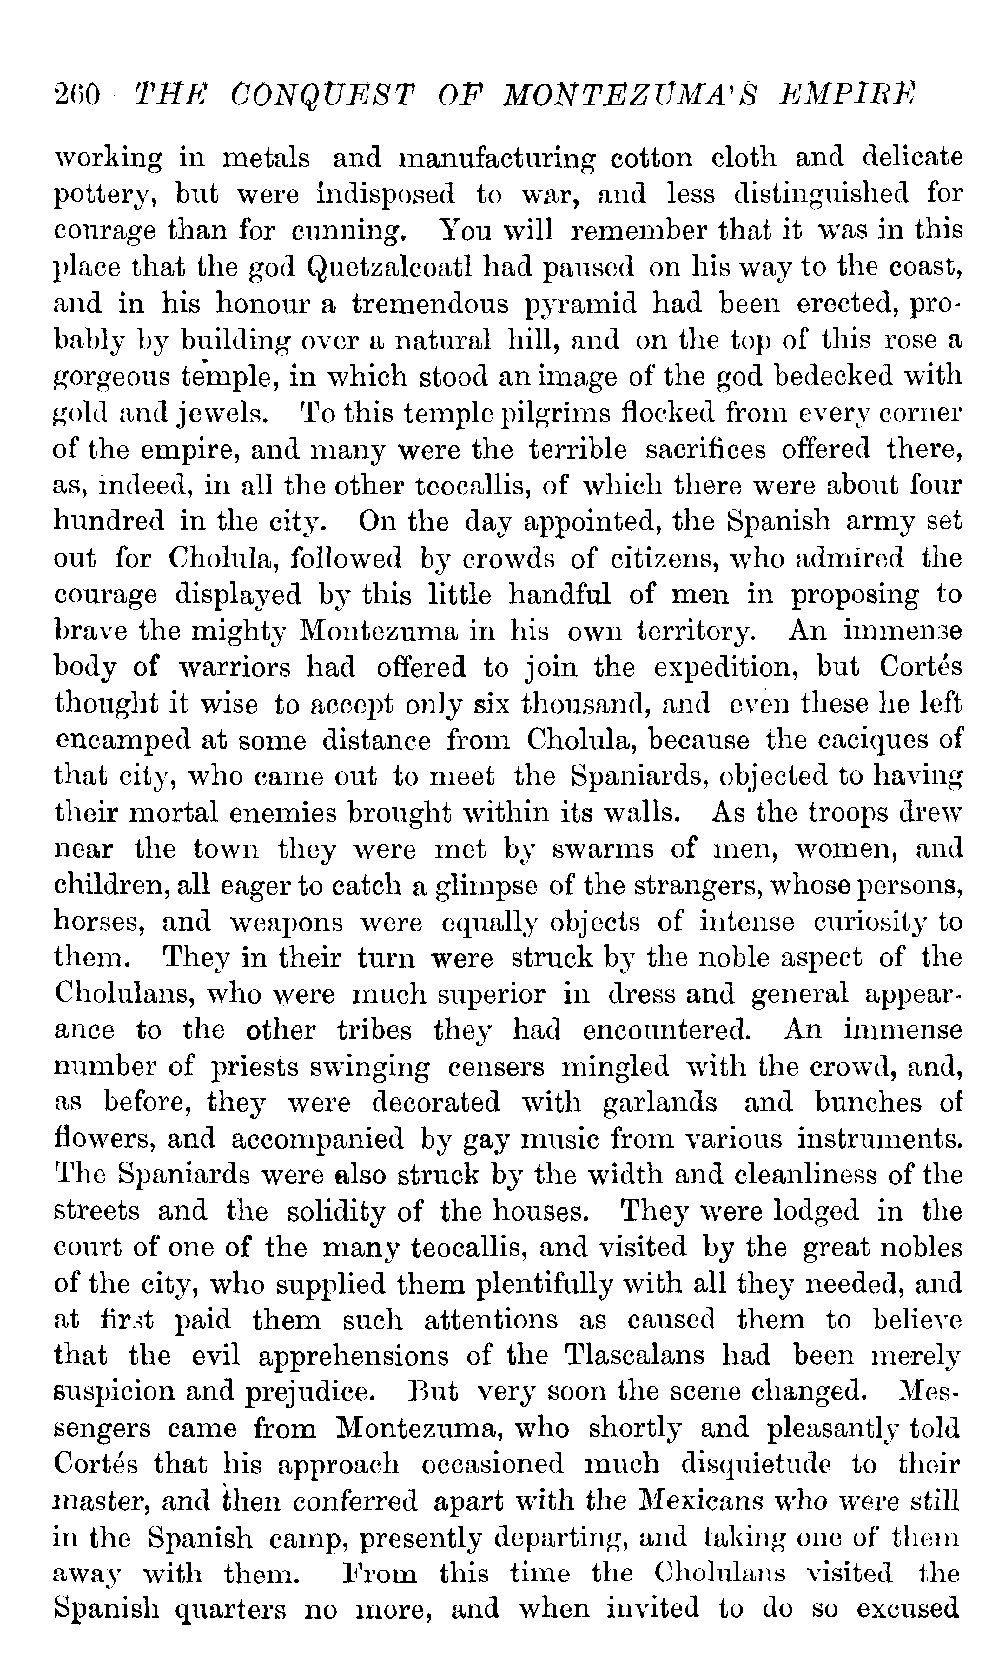 260 THE CONQUEST OF MONTEZUMA'S EMPIRE
working in metals and manufacturing cotton cloth and delicate
pottery, but were indisposed to war, and less distinguished for
courage than for cunning. You will remember that it was in this
place that the god Quetzalcoatl had paused on his way to the coast,
and in his honour a tremendous pyramid had been erected, pro-
bably by building over a natural hill, and on the top of this rose a
gorgeous temple, in which stood an image of the god bedecked with
gold and jewels. To this temple pilgrims flocked from every corner
of the empire, and many were the terrible sacrifices offered there,
as, indeed, in all the other teocallis, of which there were about four
hundred in the city. On the day appointed, the Spanish army set
out for Cholula, followed by crowds of citizens, who admired the
courage displayed by this little handful of men in proposing to
brave the mighty Montezuma in his own territory. An immense
body of warriors had offered to join the expedition, but Cortés
thought it wise to accept only six thousand, and even these he left
encamped at some distance from Cholula, because the caciques of
that city, who came out to meet the Spaniards, objected to having
their mortal enemies brought within its walls. As the troops drew
near the town they were met by swarms of men, women, and
children, all eager to catch a glimpse of the strangers, whose persons,
horses, and weapons were equally objects of intense curiosity to
them. They in their turn were struck by the noble aspect of the
Cholulans, who were much superior in dress and general appear-
ance to the other tribes they had encountered. An immense
number of priests swinging censers mingled with the crowd, and,
as before, they were decorated with garlands and bunches of
flowers, and accompanied by gay music from various instruments.
The Spaniards were also struck by the width and cleanliness of the
streets and the solidity of the houses. They were lodged in the
court of one of the many teocallis, and visited by the great nobles
of the city, who supplied them plentifully with all they needed, and
at first paid them such attentions as caused them to believe
that the evil apprehensions of the Tlascalans had been merely
suspicion and prejudice. But very soon the scene changed. Mes-
sengers came from Montezuma, who shortly and pleasantly told
Cortés that his approach occasioned much disquietude to their
master, and then conferred apart with the Mexicans who were still
in the Spanish camp, presently departing, and taking one of them
away with them. From this time the Cholulans visited the
Spanish quarters no more, and when invited to do so excused